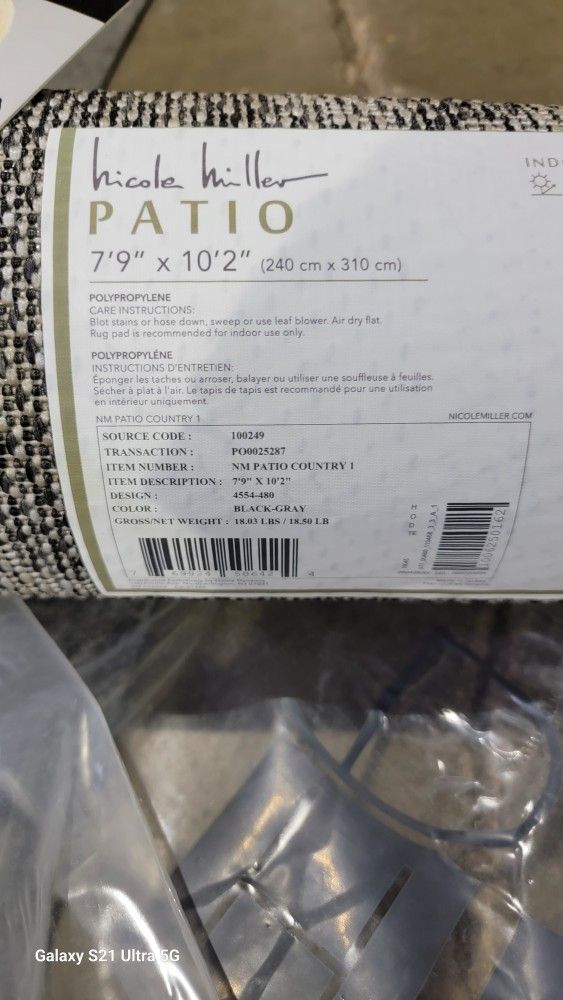 nicole miller
PATIO
7'9" x 10'2" (240 cm x 310 cm)
IND
POLYPROPYLENE
CARE INSTRUCTIONS:
Blot stains or hose down, sweep or use leaf blower. Air dry flat.
Rug pad is recommended for indoor use only.
POLYPROPYLÉNE
INSTRUCTIONS D'ENTRETIEN:
Éponger les taches ou arroser, balayer ou utiliser une souffleuse à feuilles.
Sécher à plat à l'air. Le tapis de tapis est recommandé pour une utilisation
en intérieur uniquement.
NM PATIO COUNTRY 1 NICOLEMILLER.COM
SOURCE CODE : 100249
TRANSACTION : PO0025287
ITEM NUMBER : NM PATIO COUNTRY 1
ITEM DESCRIPTION : 7'9" X 10'2"
DESIGN : 4554-480
COLOR : BLACK-GRAY
GROSS/NET WEIGHT : 18.03 LBS / 18.50 LB
Galaxy S21 Ultra 5G